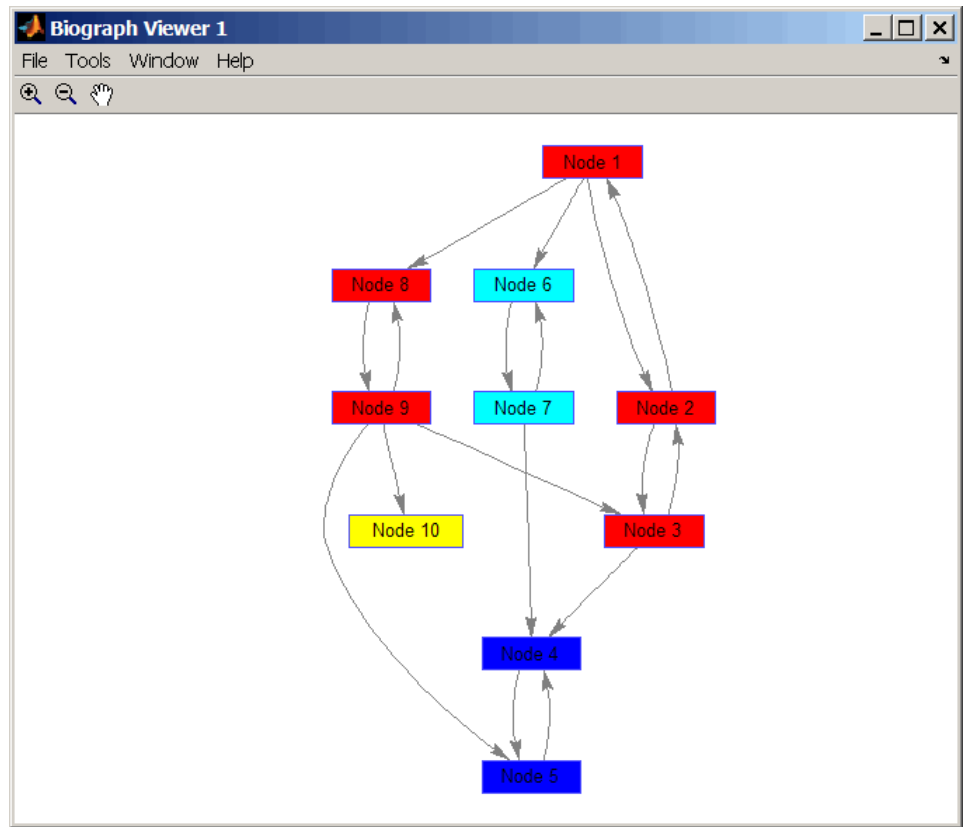 Biograph Viewer 1
File Tools Window Help
Node 1
Node 8 Node 6
Node 9 Node 7 Node 2
Node 10 Node 3
Node 4
Node 5